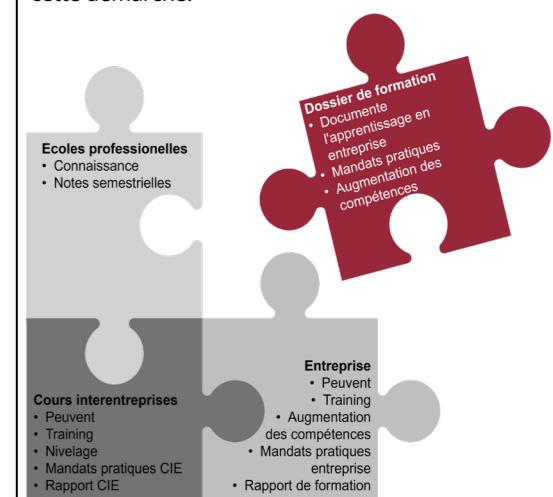 cette démarche.
Ecoles professionelles
• Connaissance
• Notes semestrielles
Dossier de formation
• Documente
l'apprentissage en
entreprise
• Mandats pratiques
• Augmentation des
compétences
Cours interentreprises
• Peuvent
• Training
• Nivelage
• Mandats pratiques CIE
• Rapport CIE
Entreprise
• Peuvent
• Training
• Augmentation
des compétences
• Mandats pratiques
entreprise
• Rapport de formation